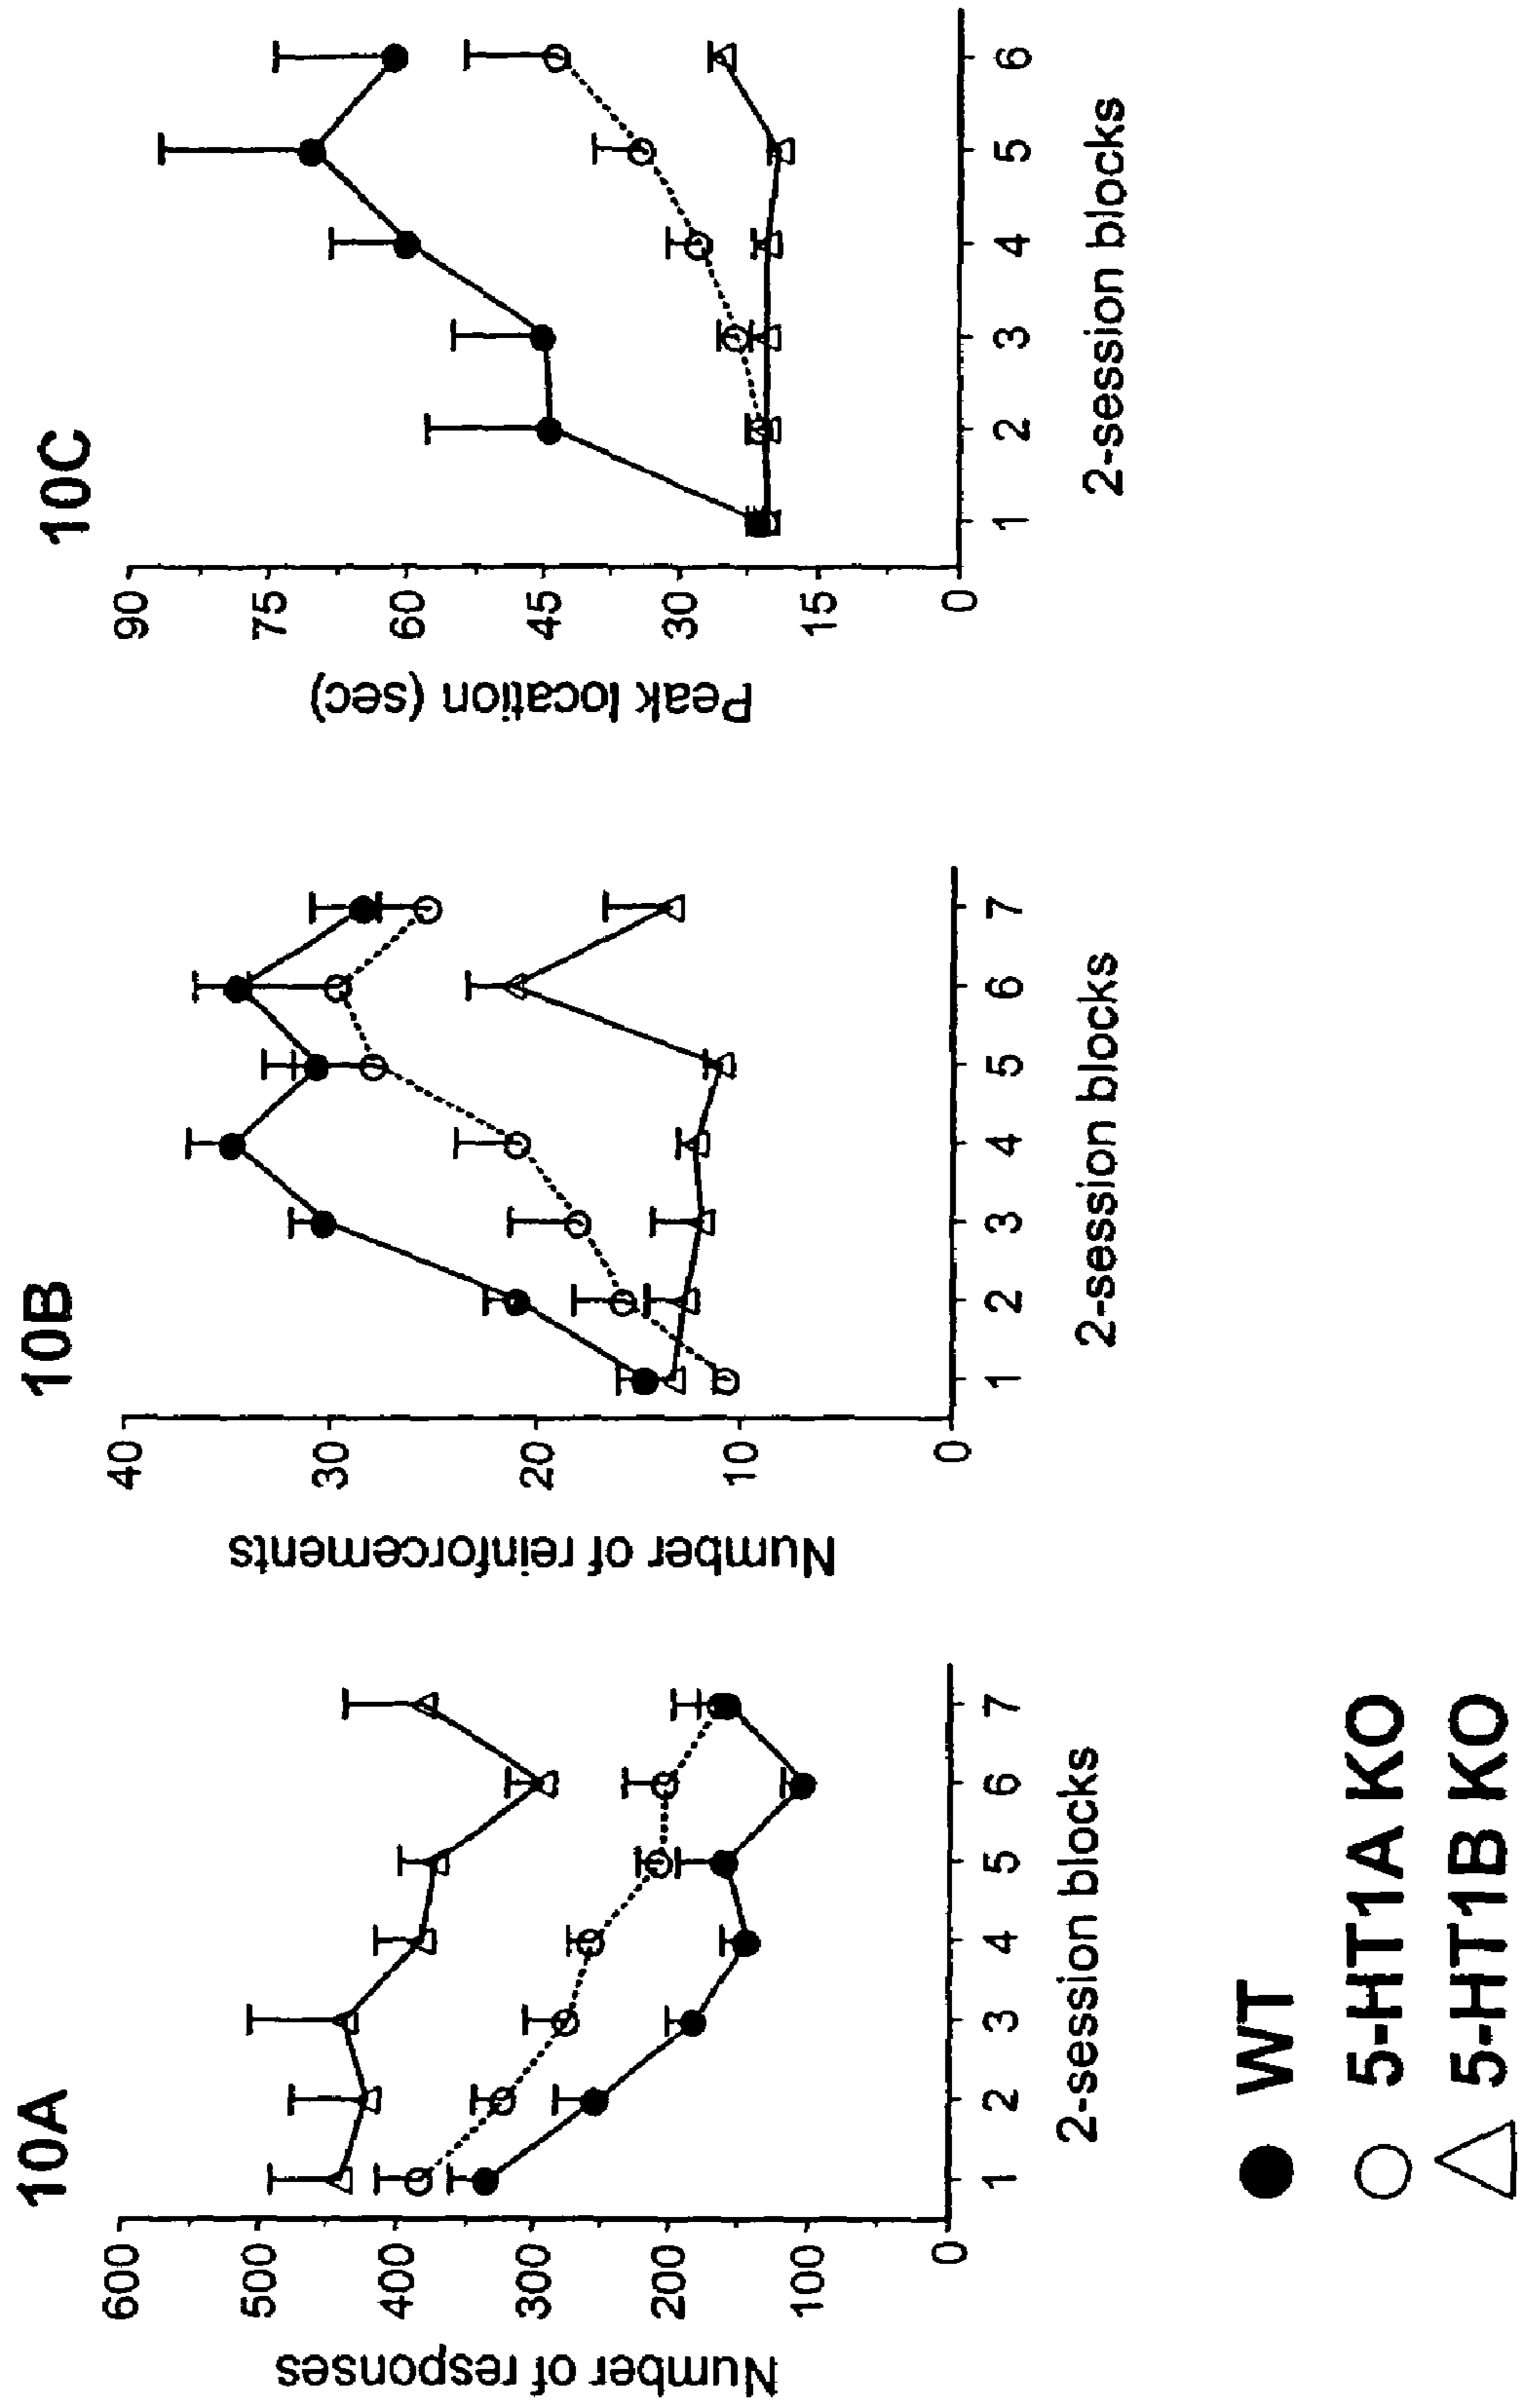 10A
600
500
400
300
200
100
0
Number of responses
1 2 3 4 5 6 7
2-session blocks
10B
40
30
20
10
0
Number of reinforcements
1 2 3 4 5 6 7
2-session blocks
10C
90
75
60
45
30
15
0
Peak location (sec)
1 2 3 4 5 6
2-session blocks
WT
5-HT1A KO
5-HT1B KO